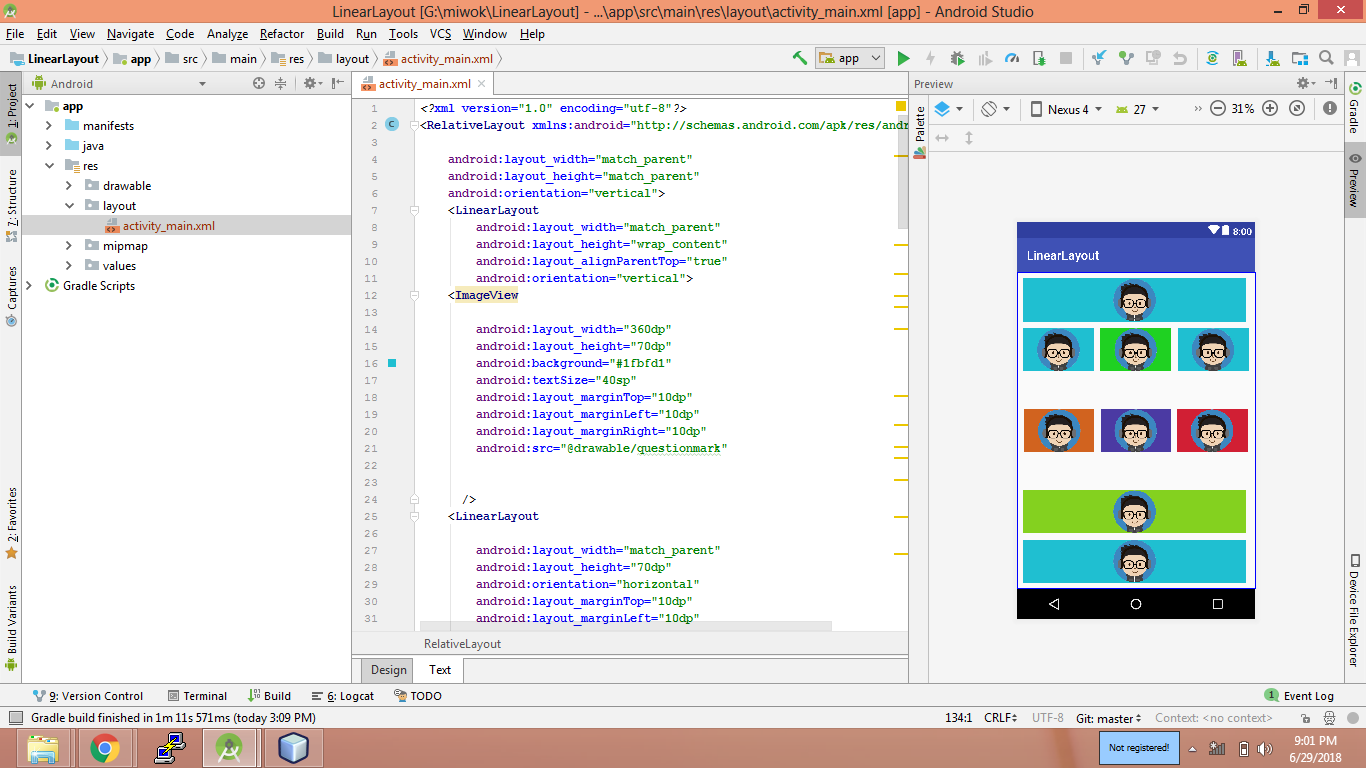 LinearLayout [G:\miwok\LinearLayout] - ...\app\src\main\res\layout\activity_main.xml [app] - Android Studio
File Edit View Navigate Code Analyze Refactor Build Run Tools VCS Window Help
LinearLayout app src main res layout activity_main.xml app
Android
activity_main.xml
Preview
1: Project
7: Structure
Captures
2: Favorites
Build Variants
app
manifests
java
res
drawable
layout
activity_main.xml
mipmap
values
Gradle Scripts
1 <?xml version="1.0" encoding="utf-8"?>
2 <RelativeLayout xmlns:android="http://schemas.android.com/apk/res/andr
3
4 android:layout_width="match_parent"
5 android:layout_height="match_parent"
6 android:orientation="vertical">
7 <LinearLayout
8 android:layout_width="match_parent"
9 android:layout_height="wrap_content"
10 android:layout_alignParentTop="true"
11 android:orientation="vertical">
12 <ImageView
13
14 android:layout_width="360dp"
15 android:layout_height="70dp"
16 android:background="#1fbfd1"
17 android:textSize="40sp"
18 android:layout_marginTop="10dp"
19 android:layout_marginLeft="10dp"
20 android:layout_marginRight="10dp"
21 android:src="@drawable/questionmark"
22
23
24 />
25 <LinearLayout
26
27 android:layout_width="match_parent"
28 android:layout_height="70dp"
29 android:orientation="horizontal"
30 android:layout_marginTop="10dp"
31 android:layout_marginLeft="10dp"
RelativeLayout
Design Text
Palette
Nexus 4 27 31%
8:00
LinearLayout
Gradle
Preview
Device File Explorer
9: Version Control Terminal Build 6: Logcat TODO 1 Event Log
Gradle build finished in 1m 11s 571ms (today 3:09 PM) 134:1 CRLF UTF-8 Git: master Context: <no context>
Not registered!
9:01 PM
6/29/2018